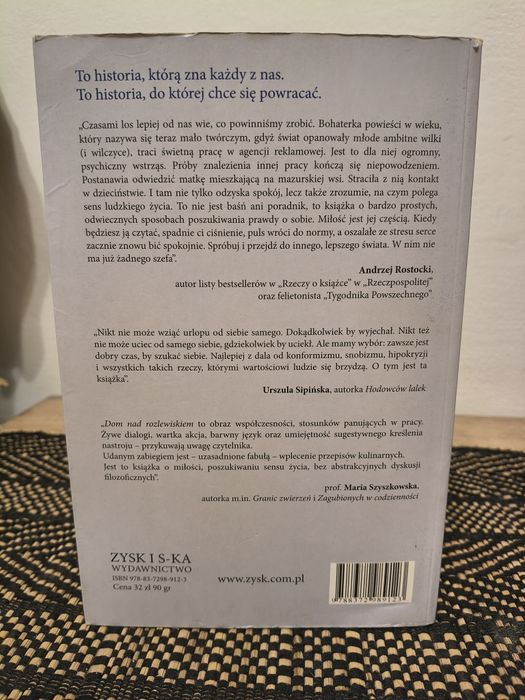 To historia, którą zna każdy z nas.
To historia, do której chce się powracać.
„Czasami los lepiej od nas wie, co powinniśmy zrobić. Bohaterka powieści w wieku,
który nazywa się teraz mało twórczym, gdyż świat opanowały młode ambitne wilki
(i wilczyce), traci świetną pracę w agencji reklamowej. Jest to dla niej ogromny,
psychiczny wstrząs. Próby znalezienia innej pracy kończą się niepowodzeniem.
Postanawia odwiedzić matkę mieszkającą na mazurskiej wsi. Straciła z nią kontakt
w dzieciństwie. I tam nie tylko odzyska spokój, lecz także zrozumie, na czym polega
sens ludzkiego życia. To nie jest baśń ani poradnik, to książka o bardzo prostych,
odwiecznych sposobach poszukiwania prawdy o sobie. Miłość jest jej częścią. Kiedy
będziesz ją czytać, spadnie ci ciśnienie, puls wróci do normy, a oszalałe ze stresu serce
zacznie znowu bić spokojnie. Spróbuj i przejdź do innego, lepszego świata. W nim nie
ma już żadnego szefa”.
Andrzej Rostocki,
autor listy bestsellerów w „Rzeczy o książce” w „Rzeczpospolitej”
oraz felietonista „Tygodnika Powszechnego”
„Nikt nie może wziąć urlopu od siebie samego. Dokądkolwiek by wyjechał. Nikt też
nie może uciec od samego siebie, gdziekolwiek by uciekł. Ale mamy wybór: zawsze jest
dobry czas, by szukać siebie. Najlepiej z dala od konformizmu, snobizmu, hipokryzji
i wszystkich takich rzeczy, którymi wartościowi ludzie się brzydzą. O tym jest ta
książka”.
Urszula Sipińska, autorka Hodowców lalek
„Dom nad rozlewiskiem to obraz współczesności, stosunków panujących w pracy.
Żywe dialogi, wartka akcja, barwny język oraz umiejętność sugestywnego kreślenia
nastroju – przykuwają uwagę czytelnika.
Udanym zabiegiem jest – uzasadnione fabułą – wplecenie przepisów kulinarnych.
Jest to książka o miłości, poszukiwaniu sensu życia, bez abstrakcyjnych dyskusji
filozoficznych”.
prof. Maria Szyszkowska,
autorka m.in. Granic zwierzeń i Zagubionych w codzienności
ZYSK I S-KA
WYDAWNICTWO
ISBN 978-83-7298-912-3
Cena 32 zł 90 gr
www.zysk.com.pl
9 788372 989123